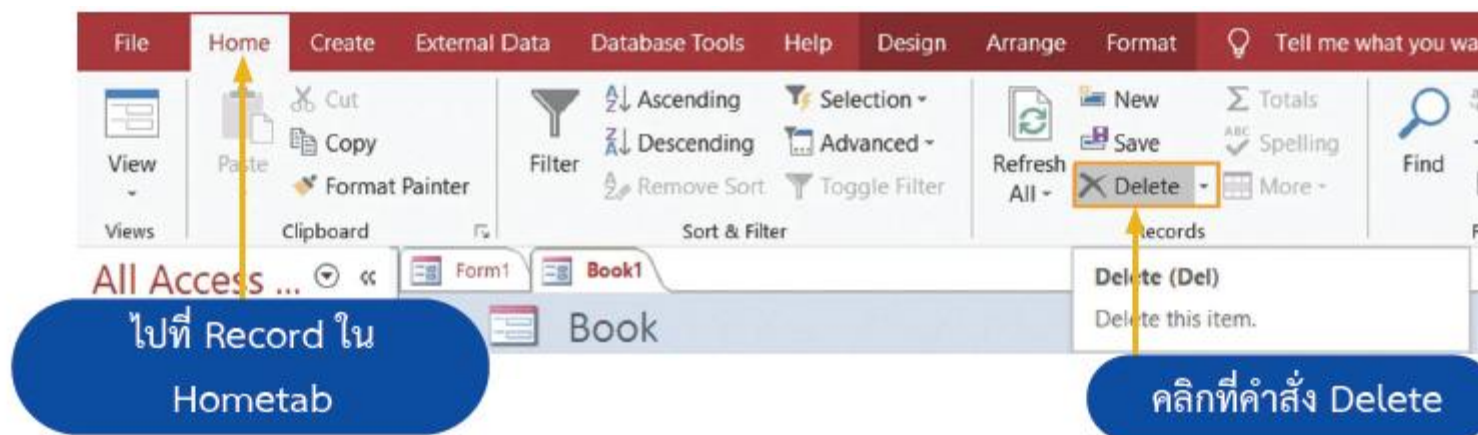 File Home Create External Data Database Tools Help Design Arrange Format Tell me what you wa
Cut
Copy
Format Painter
Paste
View
Views
Clipboard
Filter
Ascending
Descending
Remove Sort
Selection
Advanced
Toggle Filter
Sort & Filter
Refresh
All
New
Save
Delete
Totals
Spelling
More
Records
Find
All Access ...
Form1
Book1
Book
Delete (Del)
Delete this item.
ไปที่ Record ใน
Hometab
คลิกที่คำสั่ง Delete